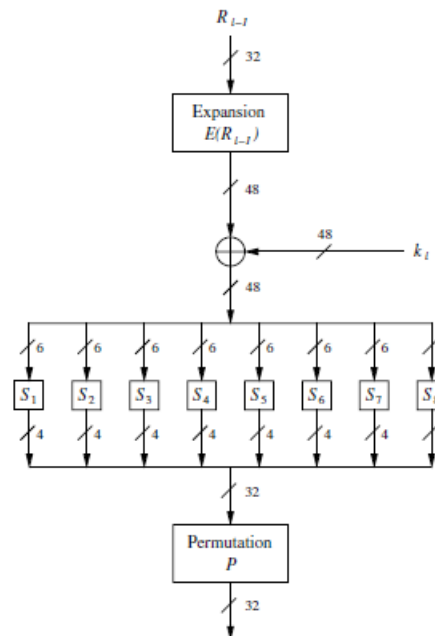 R i–1
32
Expansion
E(R i–1)
48
48
k i
48
6 6 6 6 6 6 6
S1 S2 S3 S4 S5 S6 S7 S
4 4 4 4 4 4 4
32
Permutation
P
32